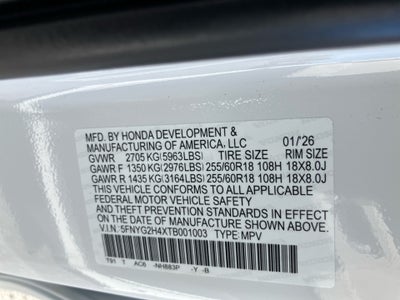 MFD. BY HONDA DEVELOPMENT &
MANUFACTURING OF AMERICA, LLC 01/'26
GVWR 2705 KG(5963LBS) TIRE SIZE RIM SIZE
GAWR F 1350 KG(2976LBS) 255/60R18 108H 18X8.0J
GAWR R 1435 KG(3164LBS) 255/60R18 108H 18X8.0J
THIS VEHICLE CONFORMS TO ALL APPLICABLE
FEDERAL MOTOR VEHICLE SAFETY
STANDARDS IN EFFECT ON THE
DATE OF MANUFACTURE SHOWN ABOVE.
V.I.N. 5FNYG2H4XTB001003 TYPE: MPV
T91 T AC6 -NH883P -Y -B